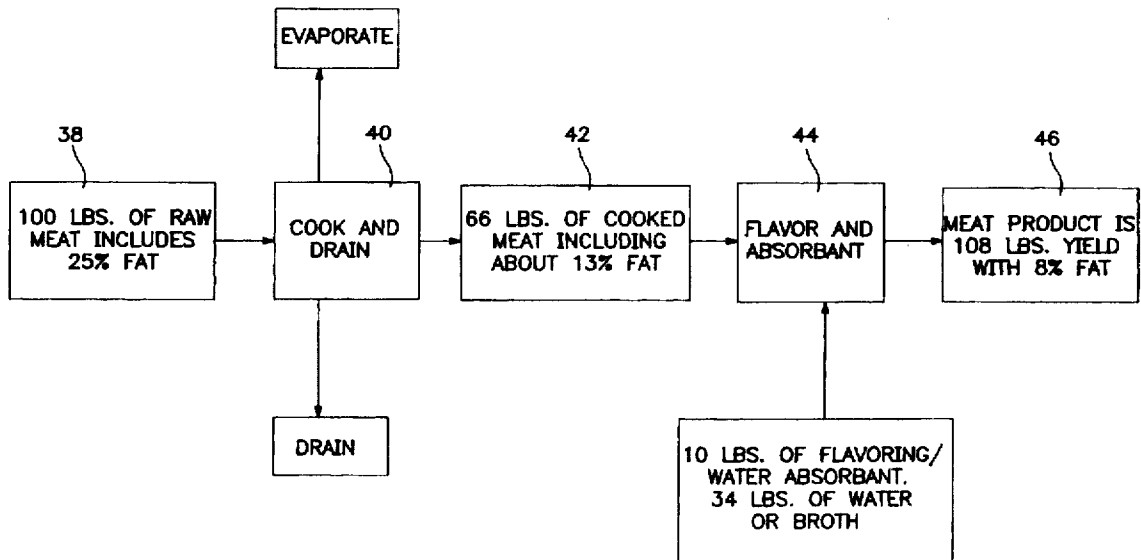 EVAPORATE
38
40
42
44
46
100 LBS. OF RAW
MEAT INCLUDES
25% FAT
COOK AND
DRAIN
66 LBS. OF COOKED
MEAT INCLUDING
ABOUT 13% FAT
FLAVOR AND
ABSORBANT
MEAT PRODUCT IS
108 LBS. YIELD
WITH 8% FAT
DRAIN
10 LBS. OF FLAVORING/
WATER ABSORBANT.
34 LBS. OF WATER
OR BROTH